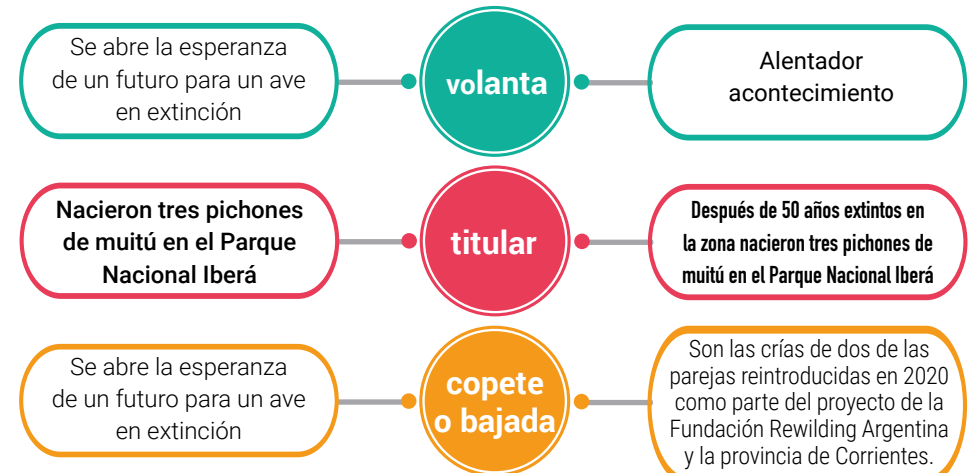 Se abre la esperanza
de un futuro para un ave
en extinción
volanta
Alentador
acontecimiento
Nacieron tres pichones
de muitú en el Parque
Nacional Iberá
titular
Después de 50 años extintos en
la zona nacieron tres pichones de
muitú en el Parque Nacional Iberá
Se abre la esperanza
de un futuro para un ave
en extinción
copete
o bajada
Son las crías de dos de las
parejas reintroducidas en 2020
como parte del proyecto de la
Fundación Rewilding Argentina
y la provincia de Corrientes.